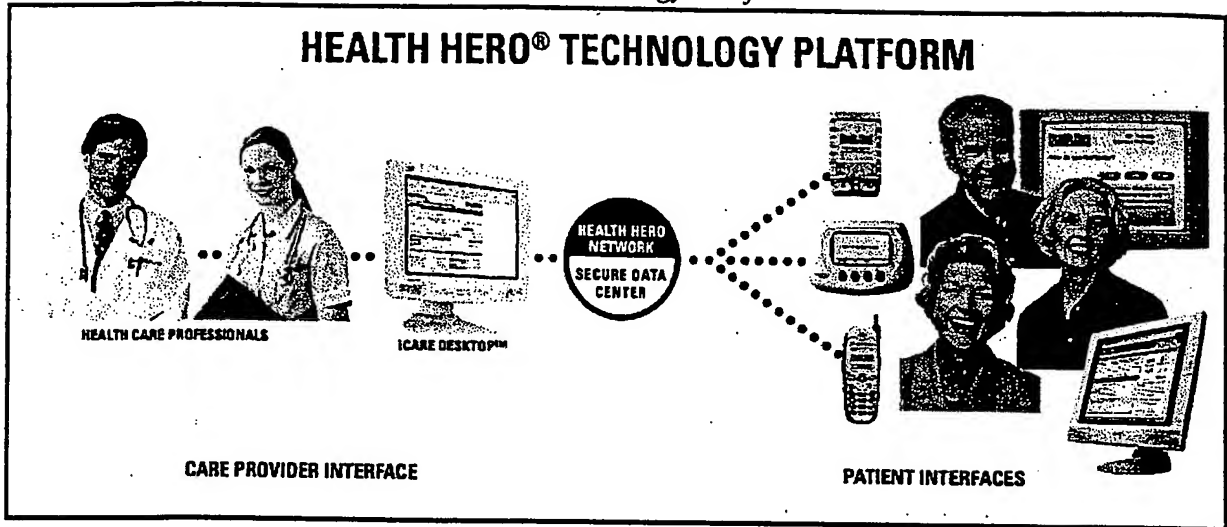 HEALTH HERO® TECHNOLOGY PLATFORM
HEALTH CARE PROFESSIONALS
iCARE DESKTOP™
HEALTH HERO
NETWORK
SECURE DATA
CENTER
CARE PROVIDER INTERFACE
PATIENT INTERFACES